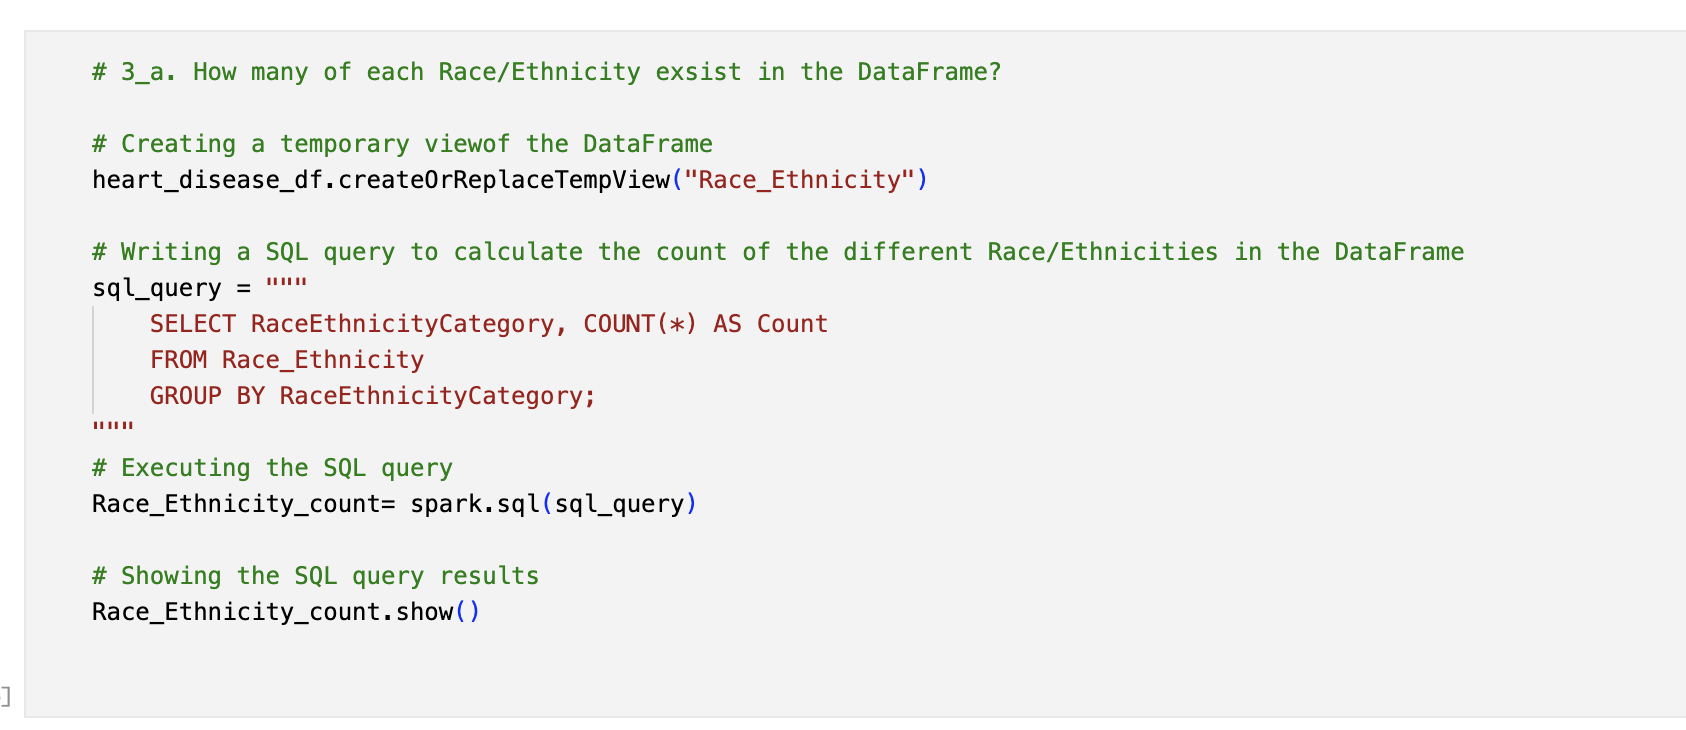 # 3_a. How many of each Race/Ethnicity exsist in the DataFrame?
# Creating a temporary viewof the DataFrame
heart_disease_df.createOrReplaceTempView("Race_Ethnicity")
# Writing a SQL query to calculate the count of the different Race/Ethnicities in the DataFrame
sql_query = """
SELECT RaceEthnicityCategory, COUNT(*) AS Count
FROM Race_Ethnicity
GROUP BY RaceEthnicityCategory;
"""
# Executing the SQL query
Race_Ethnicity_count= spark.sql(sql_query)
# Showing the SQL query results
Race_Ethnicity_count.show()
]